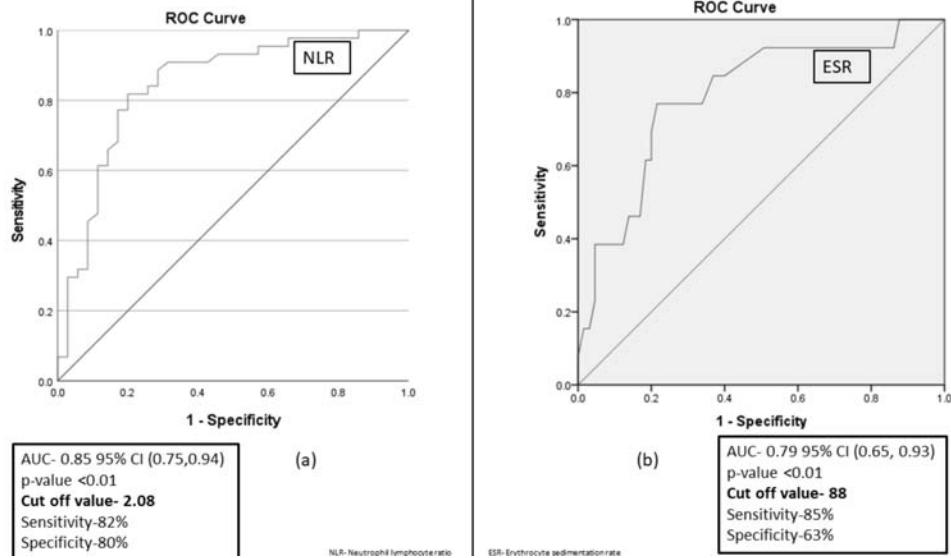 ROC Curve
1.0
0.8
0.6
0.4
0.2
0.0
Sensitivity
NLR
0.0 0.2 0.4 0.6 0.8 1.0
1 - Specificity
AUC- 0.85 95% CI (0.75,0.94)
p-value <0.01
Cut off value- 2.08
Sensitivity-82%
Specificity-80%
(a)
NLR- Neutrophil lymphocyte ratio
ROC Curve
1.0
0.8
0.6
0.4
0.2
0.0
Sensitivity
ESR
0.0 0.2 0.4 0.6 0.8 1.0
1 - Specificity
(b)
AUC- 0.79 95% CI (0.65, 0.93)
p-value <0.01
Cut off value- 88
Sensitivity-85%
Specificity-63%
ESR- Erythrocyte sedimentation rate